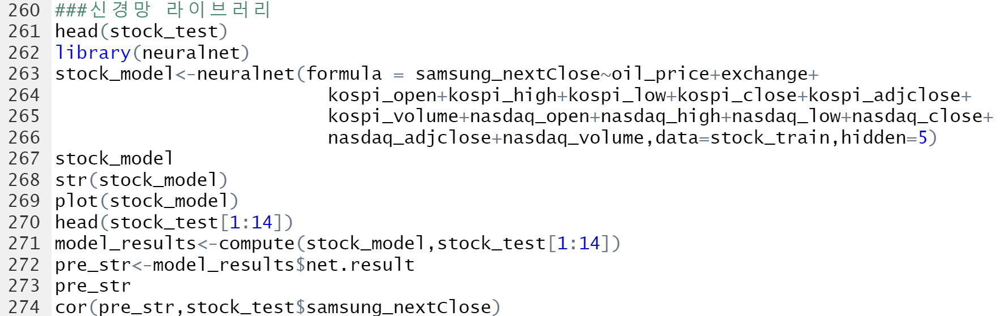 260 ###신경망 라이브러리
261 head(stock_test)
262 library(neuralnet)
263 stock_model<-neuralnet(formula = samsung_nextClose~oil_price+exchange+
264 kospi_open+kospi_high+kospi_low+kospi_close+kospi_adjclose+
265 kospi_volume+nasdaq_open+nasdaq_high+nasdaq_low+nasdaq_close+
266 nasdaq_adjclose+nasdaq_volume,data=stock_train,hidden=5)
267 stock_model
268 str(stock_model)
269 plot(stock_model)
270 head(stock_test[1:14])
271 model_results<-compute(stock_model,stock_test[1:14])
272 pre_str<-model_results$net.result
273 pre_str
274 cor(pre_str,stock_test$samsung_nextClose)